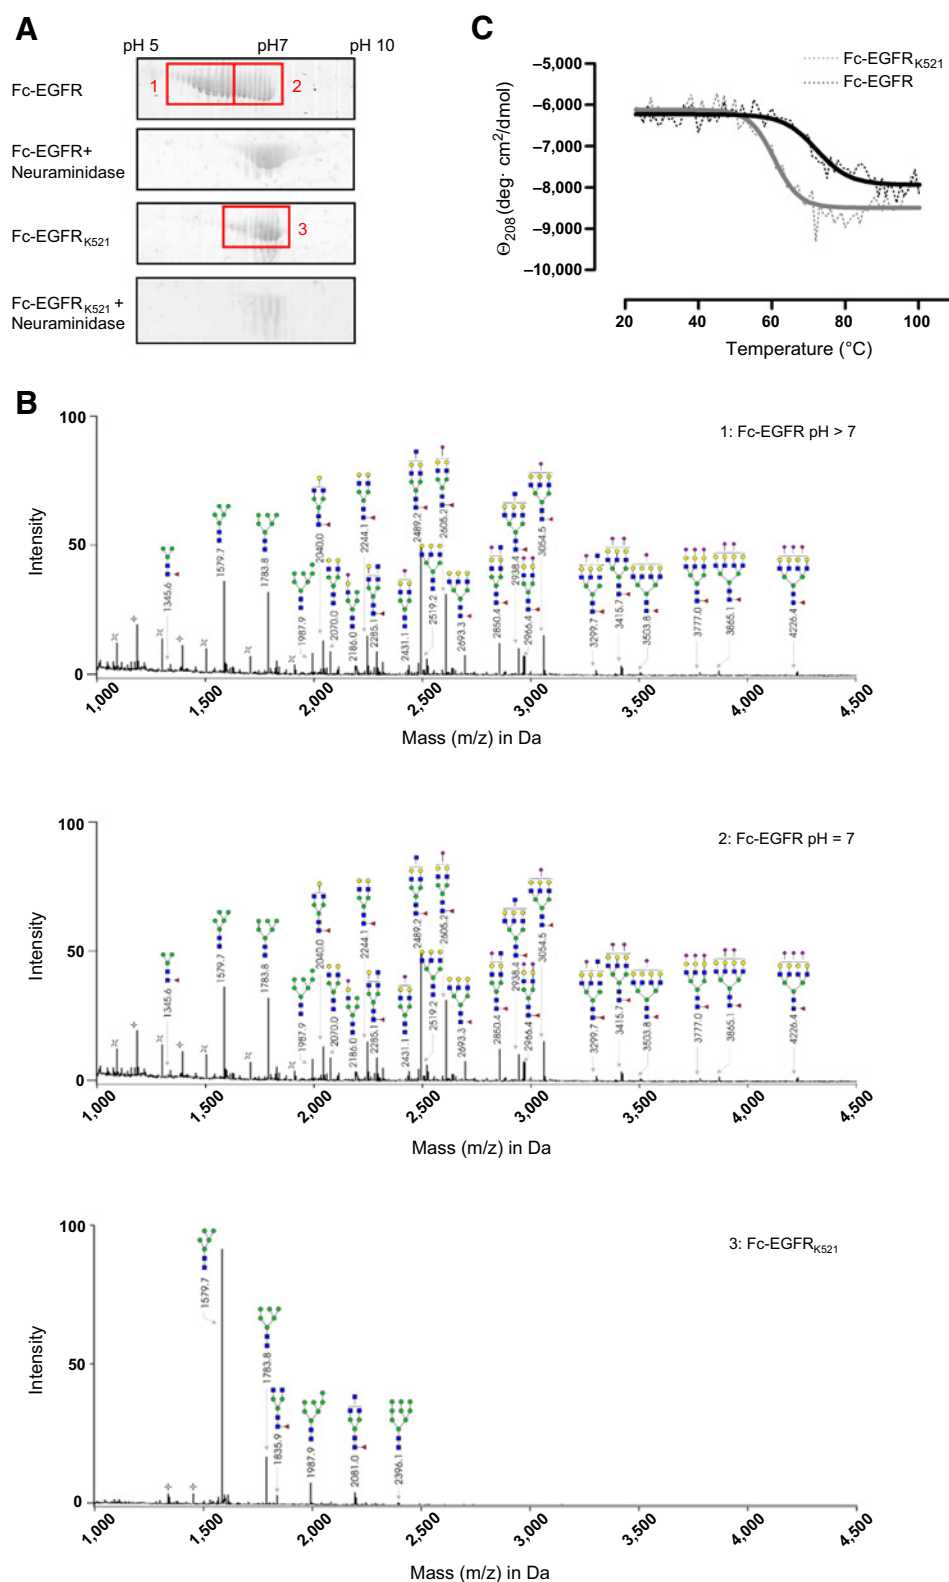 A
pH 5 pH7 pH 10
Fc-EGFR
1 2
Fc-EGFR+
Neuraminidase
Fc-EGFRK521
3
Fc-EGFRK521 +
Neuraminidase
C
Fc-EGFRK521
Fc-EGFR
–5,000
–6,000
–7,000
–8,000
–9,000
–10,000
Θ208 (deg· cm2/dmol)
20 40 60 80 100
Temperature (°C)
B
1: Fc-EGFR pH > 7
100
50
0
Intensity
1345.6
1579.7
1783.8
1987.9
2040.0
2070.0
2186.0
2244.1
2285.1
2431.1
2489.2
2519.2
2605.2
2693.3
2850.4
2938.4
2966.4
3054.5
3299.7
3415.7
3503.8
3777.0
3865.1
4226.4
1,000 1,500 2,000 2,500 3,000 3,500 4,000 4,500
Mass (m/z) in Da
2: Fc-EGFR pH = 7
100
50
0
Intensity
1345.6
1579.7
1783.8
1987.9
2040.0
2070.0
2186.0
2244.1
2285.1
2431.1
2489.2
2519.2
2605.2
2693.3
2850.4
2938.4
2966.4
3054.5
3299.7
3415.7
3503.8
3777.0
3865.1
4226.4
1,000 1,500 2,000 2,500 3,000 3,500 4,000 4,500
Mass (m/z) in Da
3: Fc-EGFRK521
100
50
0
Intensity
1579.7
1783.8
1835.9
1987.9
2081.0
2396.1
1,000 1,500 2,000 2,500 3,000 3,500 4,000 4,500
Mass (m/z) in Da